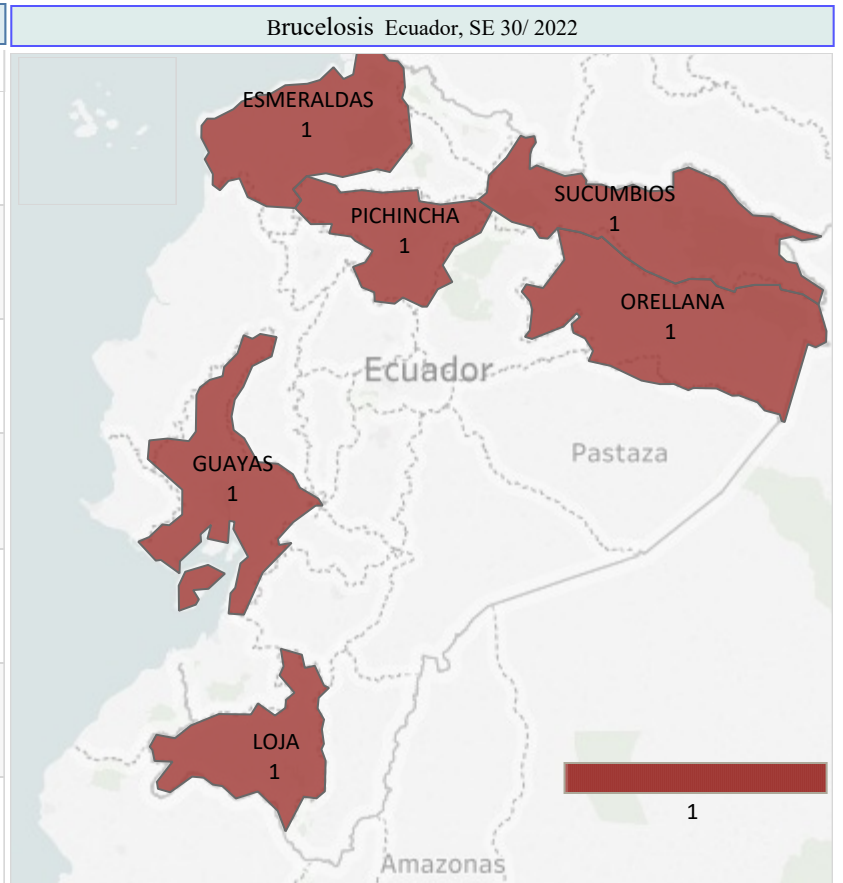 Brucelosis Ecuador, SE 30/ 2022
ESMERALDAS
1
SUCUMBIOS
1
PICHINCHA
1
ORELLANA
1
Ecuador
Pastaza
GUAYAS
1
LOJA
1
1
Amazonas